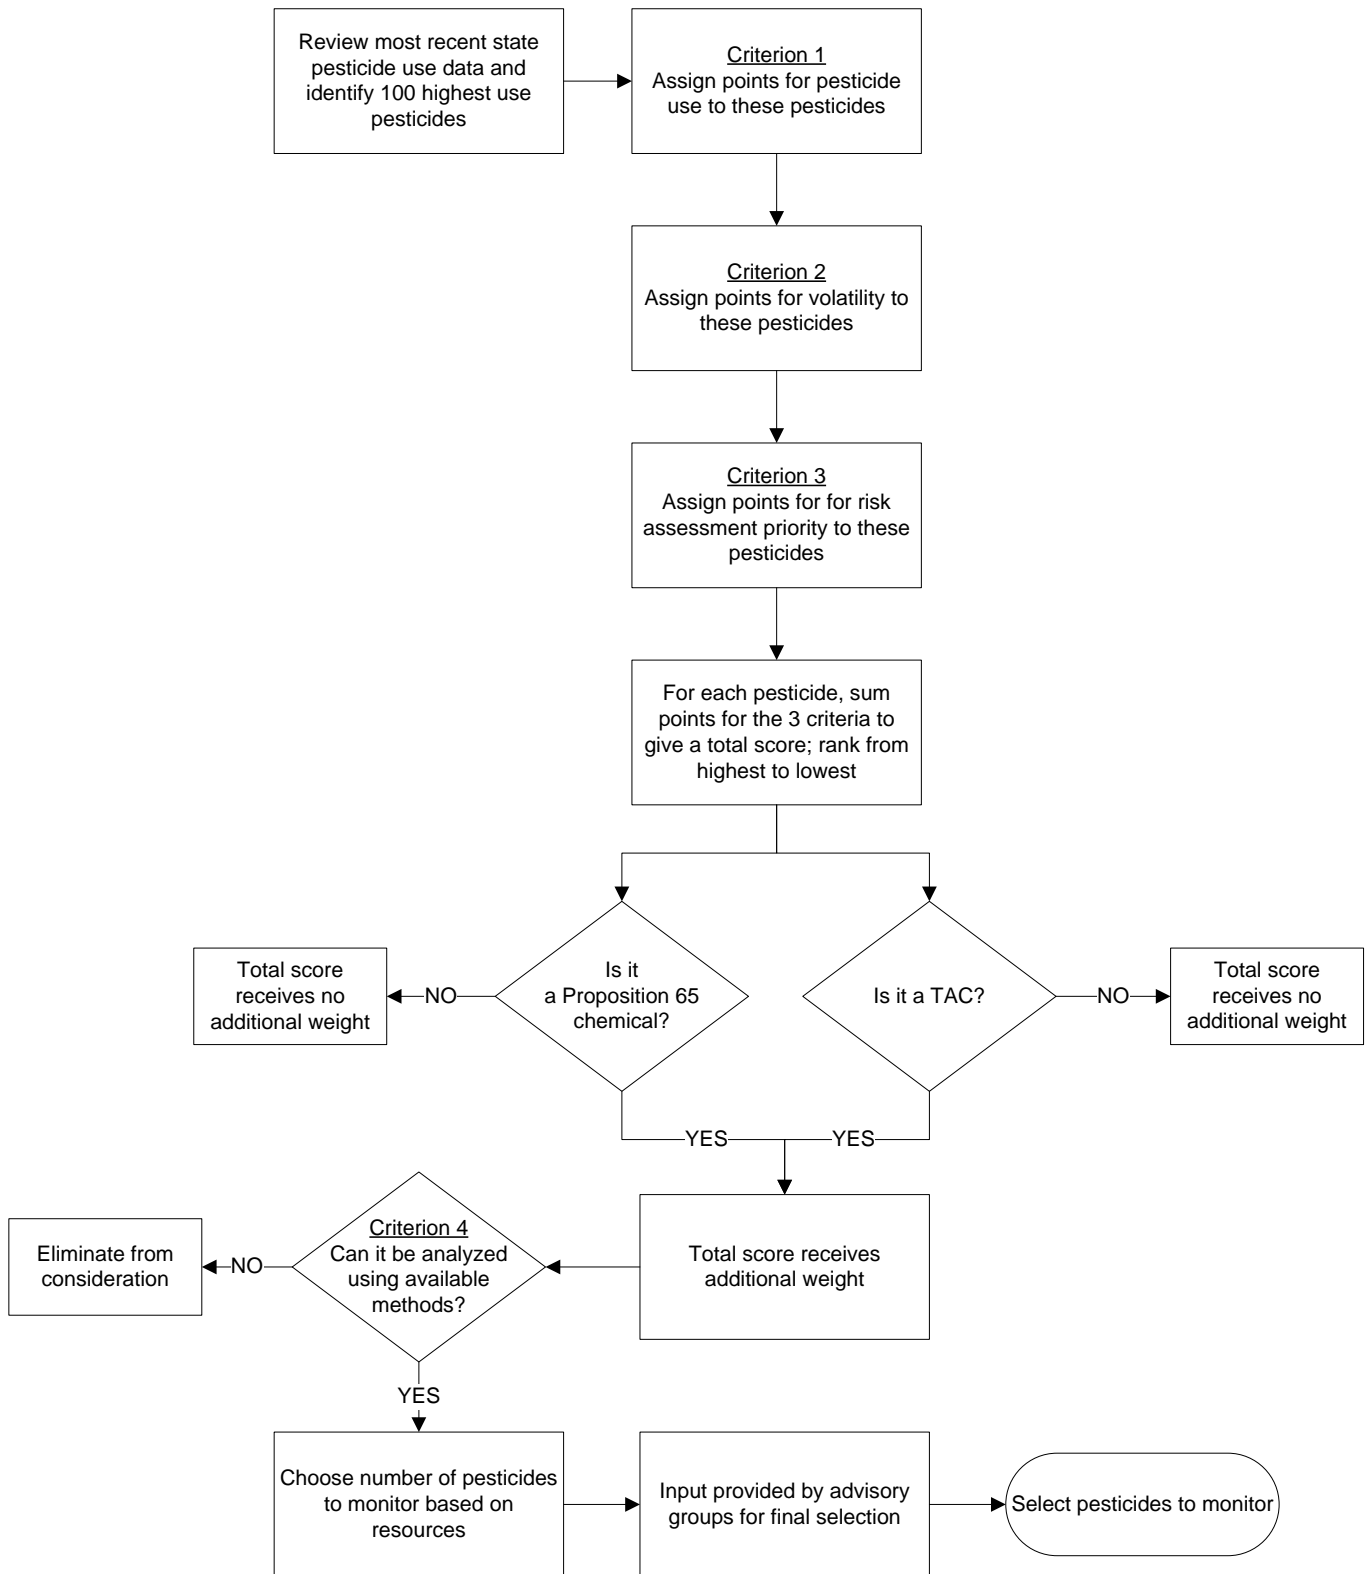 Review most recent state
pesticide use data and
identify 100 highest use
pesticides
Criterion 1
Assign points for pesticide
use to these pesticides
Criterion 2
Assign points for volatility to
these pesticides
Criterion 3
Assign points for for risk
assessment priority to these
pesticides
For each pesticide, sum
points for the 3 criteria to
give a total score; rank from
highest to lowest
Total score
receives no
additional weight
NO
Is it
a Proposition 65
chemical?
Is it a TAC?
NO
Total score
receives no
additional weight
YES
YES
Eliminate from
consideration
NO
Criterion 4
Can it be analyzed
using available
methods?
Total score receives
additional weight
YES
Choose number of pesticides
to monitor based on
resources
Input provided by advisory
groups for final selection
Select pesticides to monitor